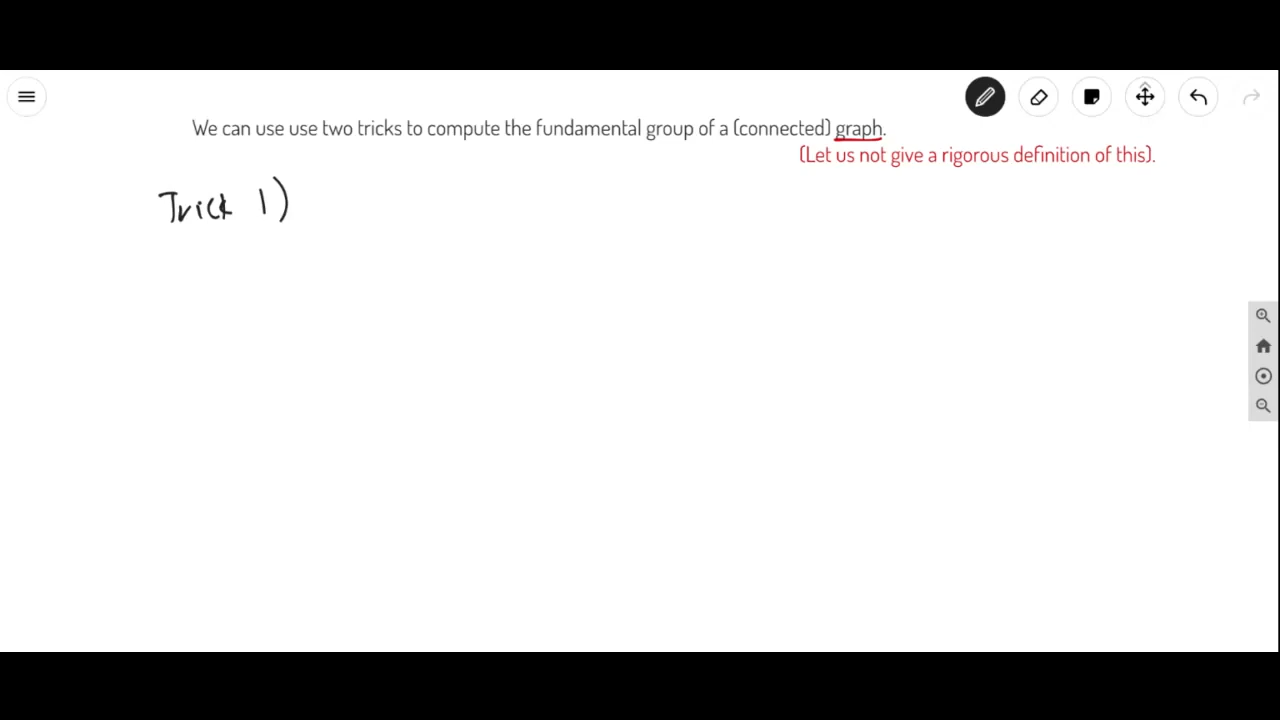 We can use use two tricks to compute the fundamental group of a (connected) graph.
(Let us not give a rigorous definition of this).
Trick 1)